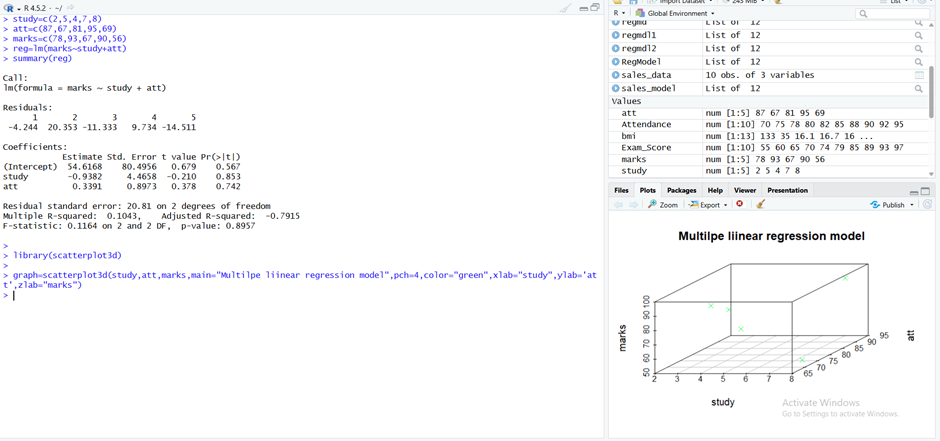 R 4.5.2 · ~/
> study=c(2,5,4,7,8)
> att=c(87,67,81,95,69)
> marks=c(78,93,67,90,56)
> reg=lm(marks~study+att)
> summary(reg)
Call:
lm(formula = marks ~ study + att)
Residuals:
1 2 3 4 5
-4.244 20.353 -11.333 9.734 -14.511
Coefficients:
Estimate Std. Error t value Pr(>|t|)
(Intercept) 54.6168 80.4956 0.679 0.567
study -0.9382 4.4658 -0.210 0.853
att 0.3391 0.8973 0.378 0.742
Residual standard error: 20.81 on 2 degrees of freedom
Multiple R-squared: 0.1043, Adjusted R-squared: -0.7915
F-statistic: 0.1164 on 2 and 2 DF, p-value: 0.8957
>
> library(scatterplot3d)
>
> graph=scatterplot3d(study,att,marks,main="Multilpe liinear regression model",pch=4,color="green",xlab="study",ylab='at
t',zlab="marks")
>
Import Dataset 245 MiB List
R Global Environment
regmd List of 12
regmdl1 List of 12
regmdl2 List of 12
RegModel List of 12
sales_data 10 obs. of 3 variables
sales_model List of 12
Values
att num [1:5] 87 67 81 95 69
Attendance num [1:10] 70 75 78 80 82 85 88 90 92 95
bmi num [1:13] 133 35 16.1 16.7 16 ...
Exam_Score num [1:10] 55 60 65 70 74 79 85 89 93 97
marks num [1:5] 78 93 67 90 56
study num [1:5] 2 5 4 7 8
Files Plots Packages Help Viewer Presentation
Zoom Export Publish
Multilpe liinear regression model
marks
50 60 70 80 90 100
2 3 4 5 6 7 8
study
65 70 75 80 85 90 95
att
Activate Windows
Go to Settings to activate Windows.